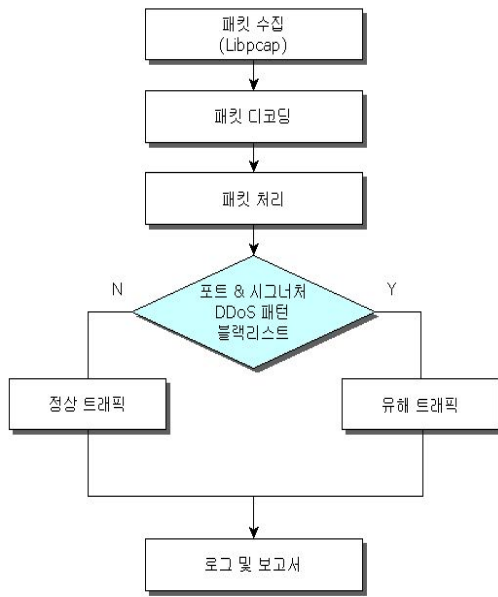 패킷 수집
(Libpcap)
패킷 디코딩
패킷 처리
N
Y
포트 & 시그너처
DDoS 패턴
블랙리스트
정상 트래픽
유해 트래픽
로그 및 보고서